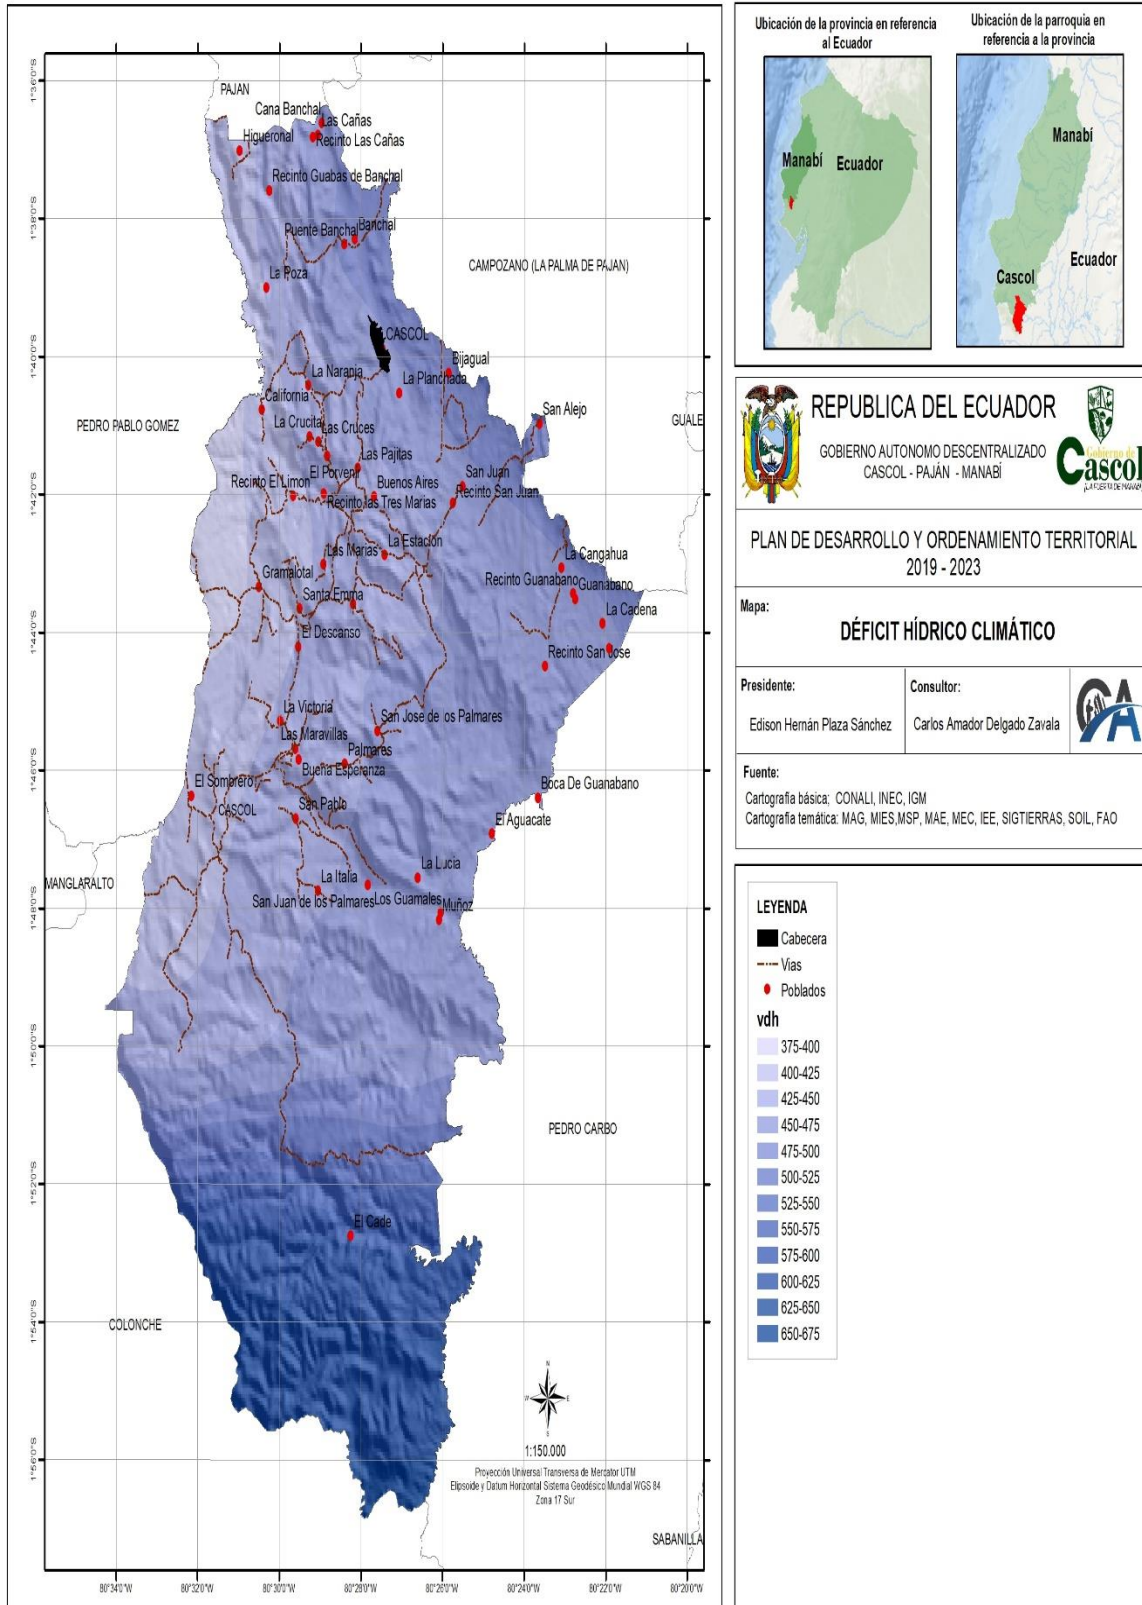 PAJAN
Cana Banchal
Las Cañas
Recinto Las Cañas
Higueronal
Recinto Guabas de Banchal
Puente Banchal
Banchal
CAMPOZANO (LA PALMA DE PAJAN)
La Poza
CASCOL
Bijagual
La Naranja
La Planchada
California
San Alejo
PEDRO PABLO GOMEZ
La Crucita
Las Cruces
GUALE
Las Pajitas
El Porvenir
San Juan
Recinto El Limon
Buenos Aires
Recinto San Juan
Recinto las Tres Marias
La Estacion
Las Marias
La Cangahua
Gramalotal
Recinto Guanabano
Guanabano
Santa Emma
La Cadena
El Descanso
Recinto San Jose
La Victoria
San Jose de los Palmares
Las Maravillas
Palmares
Buena Esperanza
El Sombrero
Boca De Guanabano
CASCOL
San Pablo
El Aguacate
La Lucia
MANGLARALTO
La Italia
San Juan de los Palmares
Los Guamales
Muñoz
PEDRO CARBO
El Cade
COLONCHE
SABANILLA
N
W
E
S
1:150.000
Proyección Universal Transversa de Mercator UTM
Elipsoide y Datum Horizontal Sistema Geodésico Mundial WGS 84
Zona 17 Sur
1°36'0"S
1°38'0"S
1°40'0"S
1°42'0"S
1°44'0"S
1°46'0"S
1°48'0"S
1°50'0"S
1°52'0"S
1°54'0"S
1°56'0"S
80°34'0"W
80°32'0"W
80°30'0"W
80°28'0"W
80°26'0"W
80°24'0"W
80°22'0"W
80°20'0"W
Ubicación de la provincia en referencia
al Ecuador
Manabí
Ecuador
Ubicación de la parroquia en
referencia a la provincia
Manabí
Ecuador
Cascol
REPUBLICA DEL ECUADOR
GOBIERNO AUTONOMO DESCENTRALIZADO
CASCOL - PAJÁN - MANABÍ
Gobierno de
Cascol
PLAN DE DESARROLLO Y ORDENAMIENTO TERRITORIAL
2019 - 2023
Mapa:
DÉFICIT HÍDRICO CLIMÁTICO
Presidente:
Edison Hernán Plaza Sánchez
Consultor:
Carlos Amador Delgado Zavala
CA
Fuente:
Cartografía básica; CONALI, INEC, IGM
Cartografía temática: MAG, MIES,MSP, MAE, MEC, IEE, SIGTIERRAS, SOIL, FAO
LEYENDA
Cabecera
Vias
Poblados
vdh
375-400
400-425
425-450
450-475
475-500
500-525
525-550
550-575
575-600
600-625
625-650
650-675